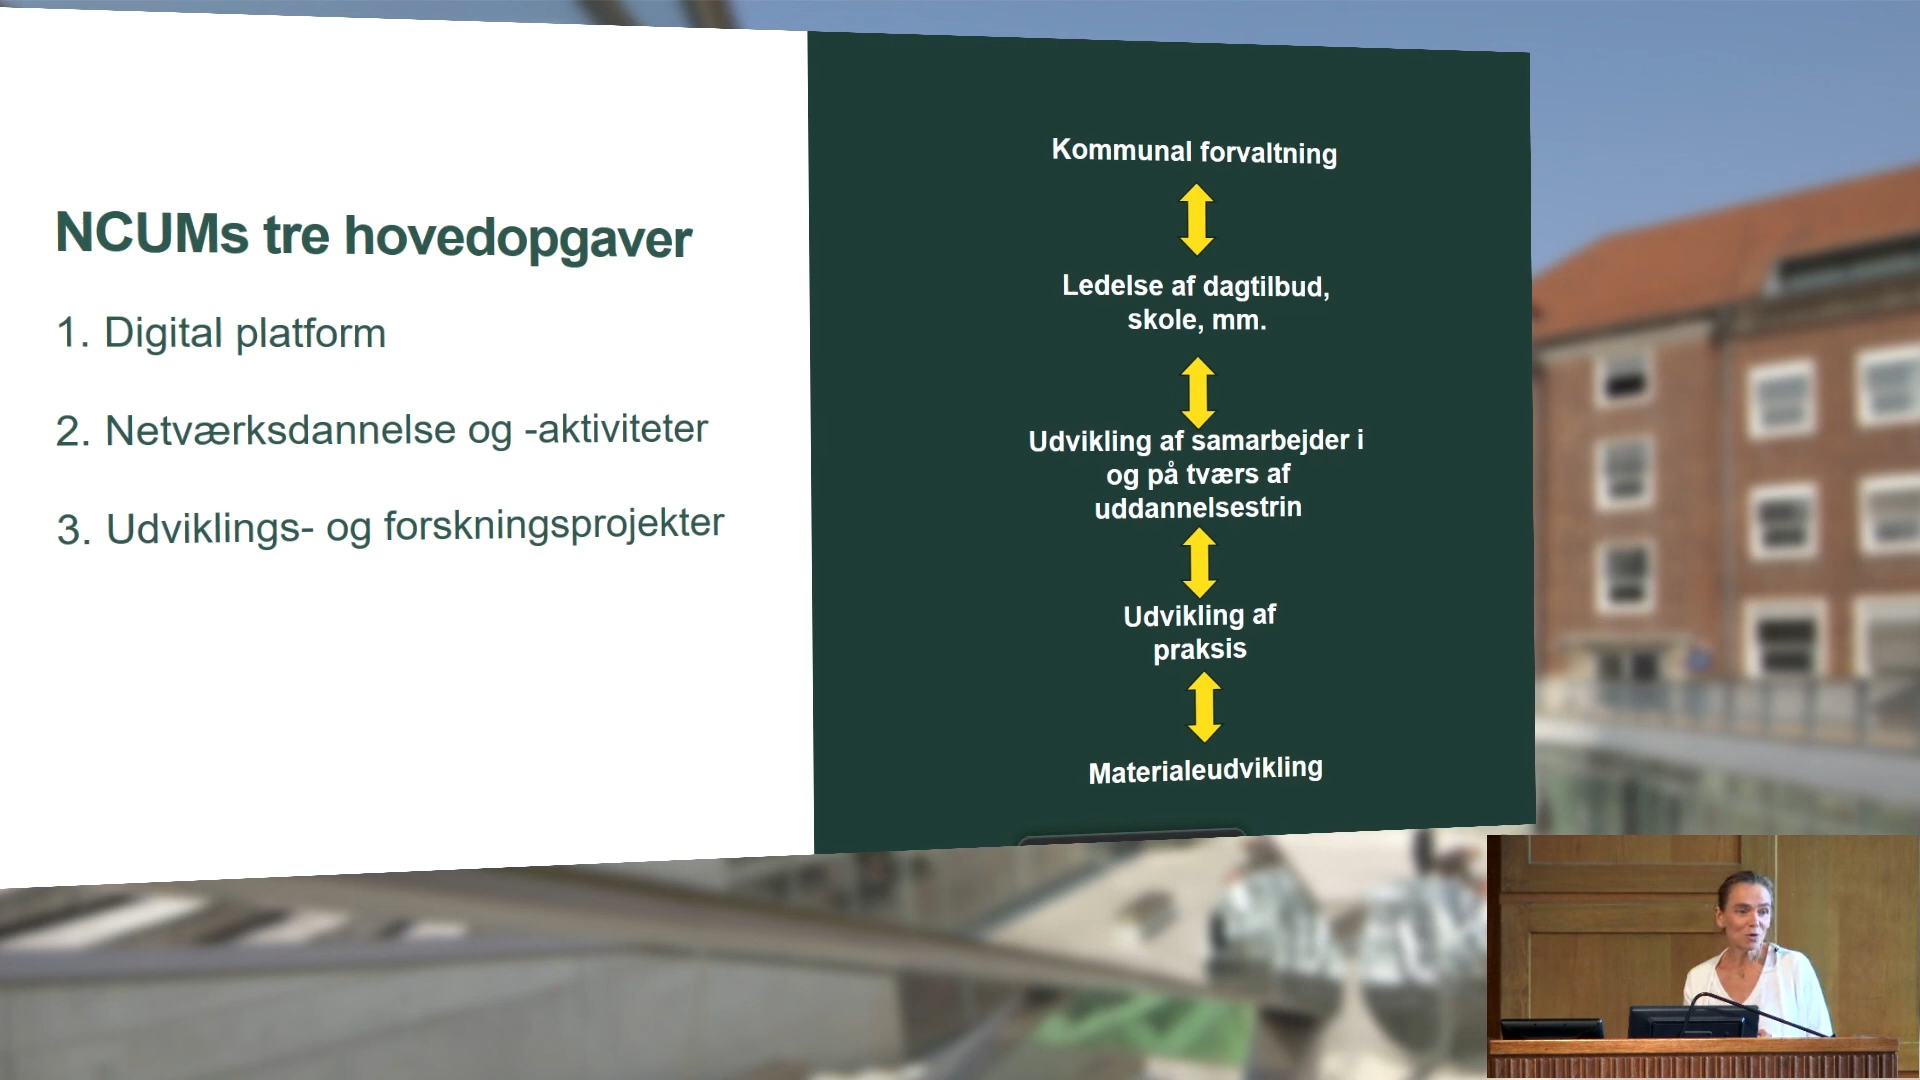 NCUMs tre hovedopgaver
1. Digital platform
2. Netværksdannelse og -aktiviteter
3. Udviklings- og forskningsprojekter
Kommunal forvaltning
Ledelse af dagtilbud,
skole, mm.
Udvikling af samarbejder i
og på tværs af
uddannelsestrin
Udvikling af
praksis
Materialeudvikling